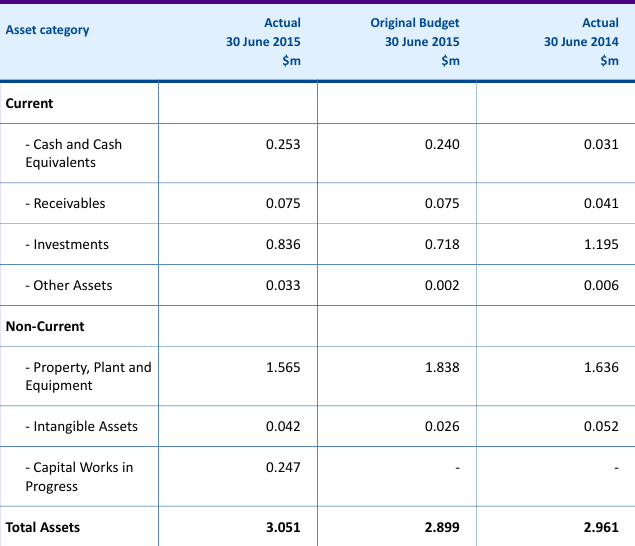 Asset category Actual Original Budget Actual
30 June 2015 30 June 2015 30 June 2014
$m $m $m
Current
- Cash and Cash 0.253 0.240 0.031
Equivalents
- Receivables 0.075 0.075 0.041
- Investments 0.836 0.718 1.195
- Other Assets 0.033 0.002 0.006
Non-Current
- Property, Plant and 1.565 1.838 1.636
Equipment
- Intangible Assets 0.042 0.026 0.052
- Capital Works in 0.247 - -
Progress
Total Assets 3.051 2.899 2.961